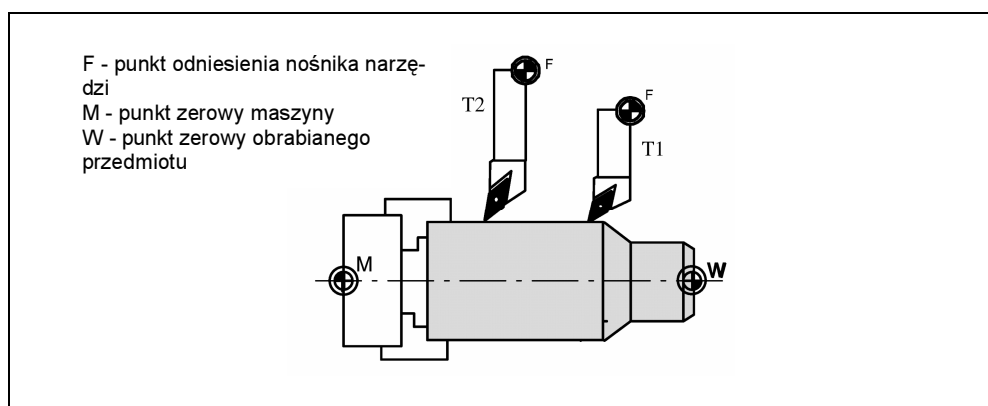 F - punkt odniesienia nośnika narzę-
dzi
M - punkt zerowy maszyny
W - punkt zerowy obrabianego
przedmiotu
F
T2
F
T1
M
W